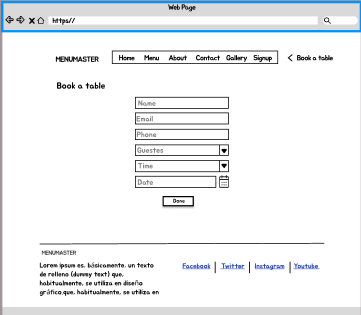 Web Page
https//
MENUMASTER
Home Menu About Contact Gallery Signup
Book a table
Book a table
Name
Email
Phone
Guestes
Time
Date
Done
MENUMASTER
Lorem ipsum es, básicamente, un texto
de relleno (dummy text) que,
habitualmente, se utiliza en diseño
gráfico,que, habitualmente, se utiliza en
Facebook Twitter Instagram Youtube